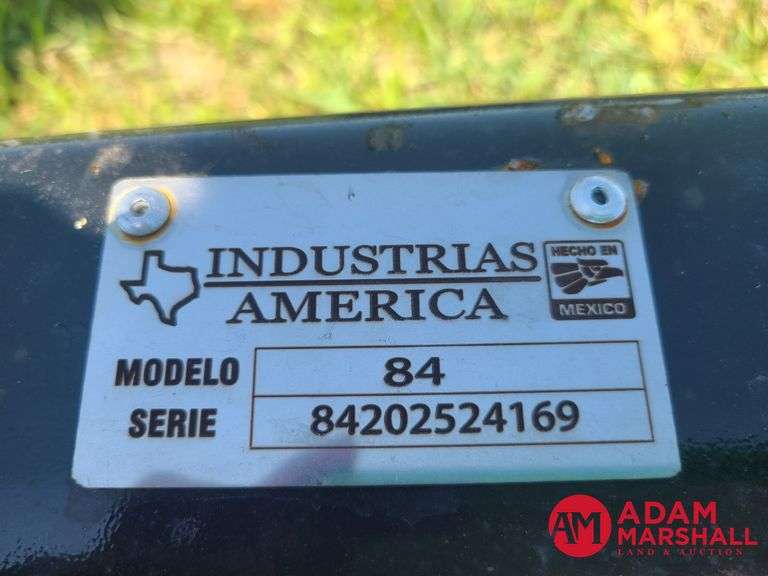 INDUSTRIAS
AMERICA
HECHO EN
MEXICO
MODELO 84
SERIE 84202524169
AM ADAM
MARSHALL
LAND & AUCTION